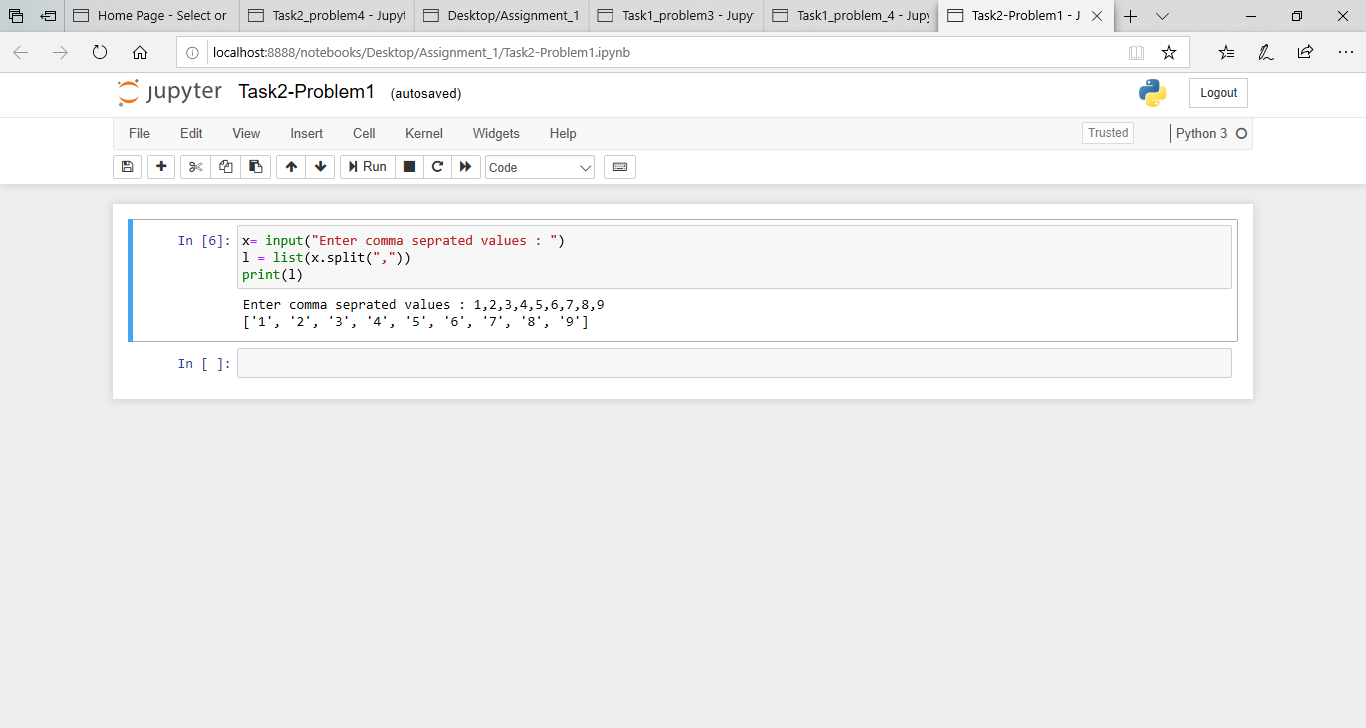 Home Page - Select or
Task2_problem4 - Jupyt
Desktop/Assignment_1
Task1_problem3 - Jupy
Task1_problem_4 - Jupy
Task2-Problem1 - J
localhost:8888/notebooks/Desktop/Assignment_1/Task2-Problem1.ipynb
jupyter Task2-Problem1 (autosaved)
Logout
File Edit View Insert Cell Kernel Widgets Help
Trusted
Python 3
Run
Code
In [6]: x= input("Enter comma seprated values : ")
l = list(x.split(","))
print(l)
Enter comma seprated values : 1,2,3,4,5,6,7,8,9
['1', '2', '3', '4', '5', '6', '7', '8', '9']
In [ ]: